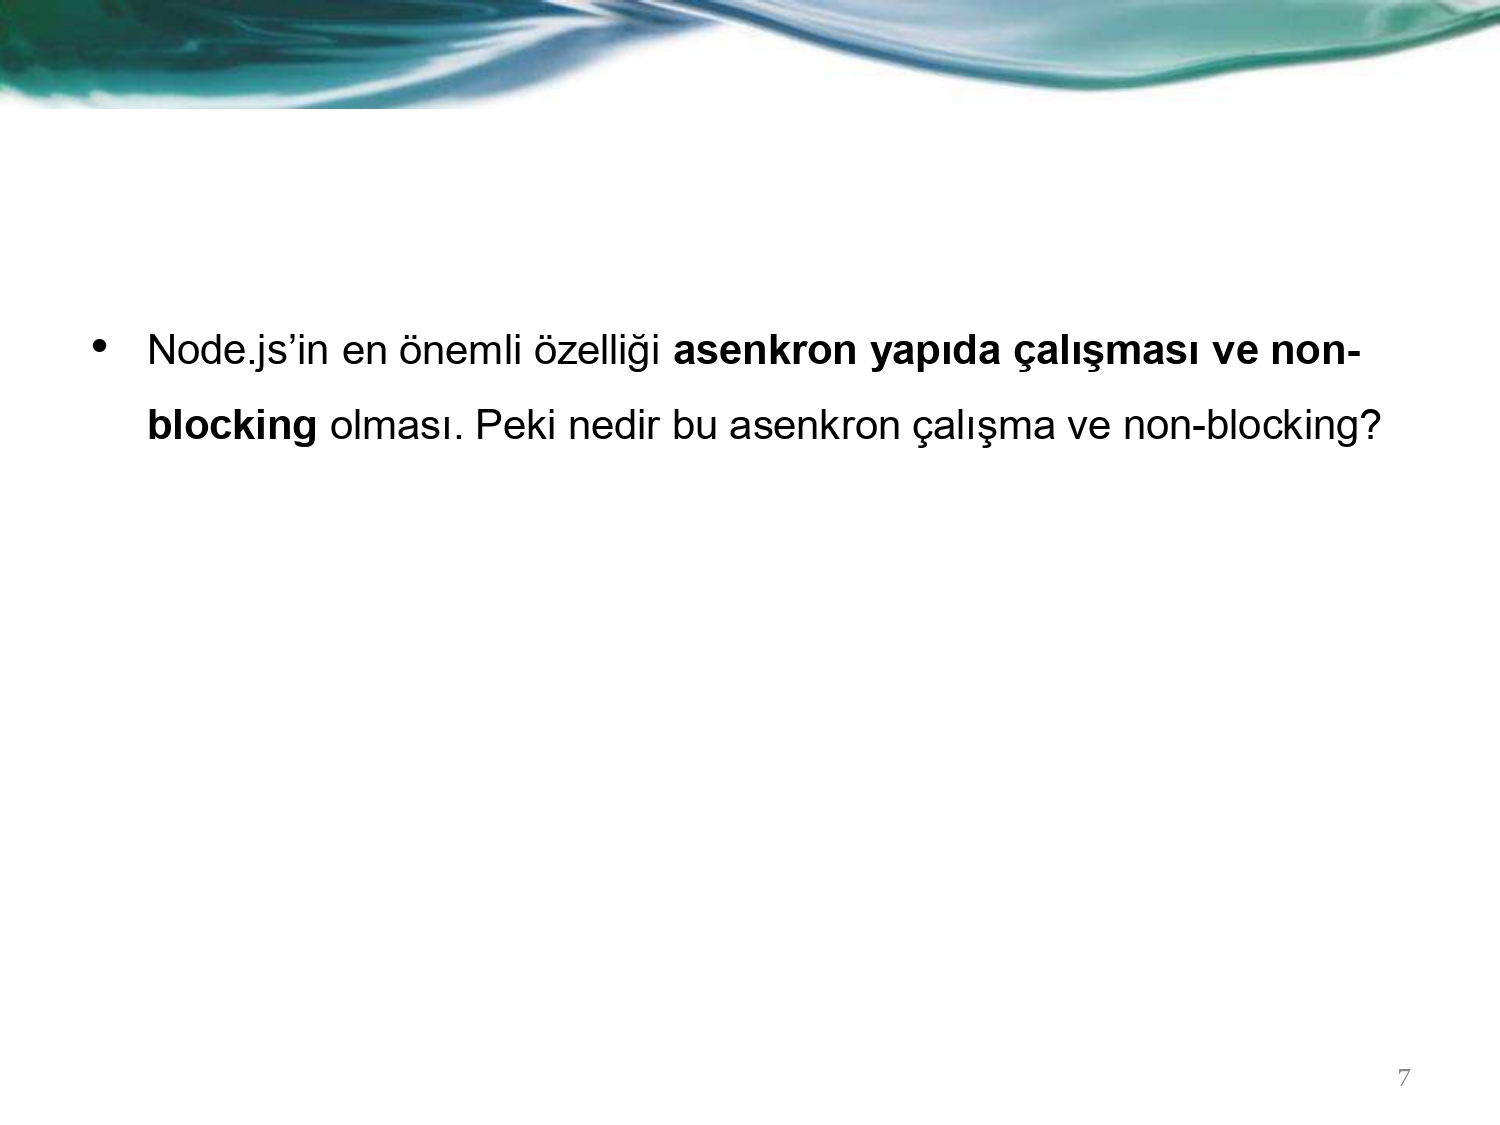 • Node.js’in en önemli özelliği asenkron yapıda çalışması ve non-
blocking olması. Peki nedir bu asenkron çalışma ve non-blocking?
7